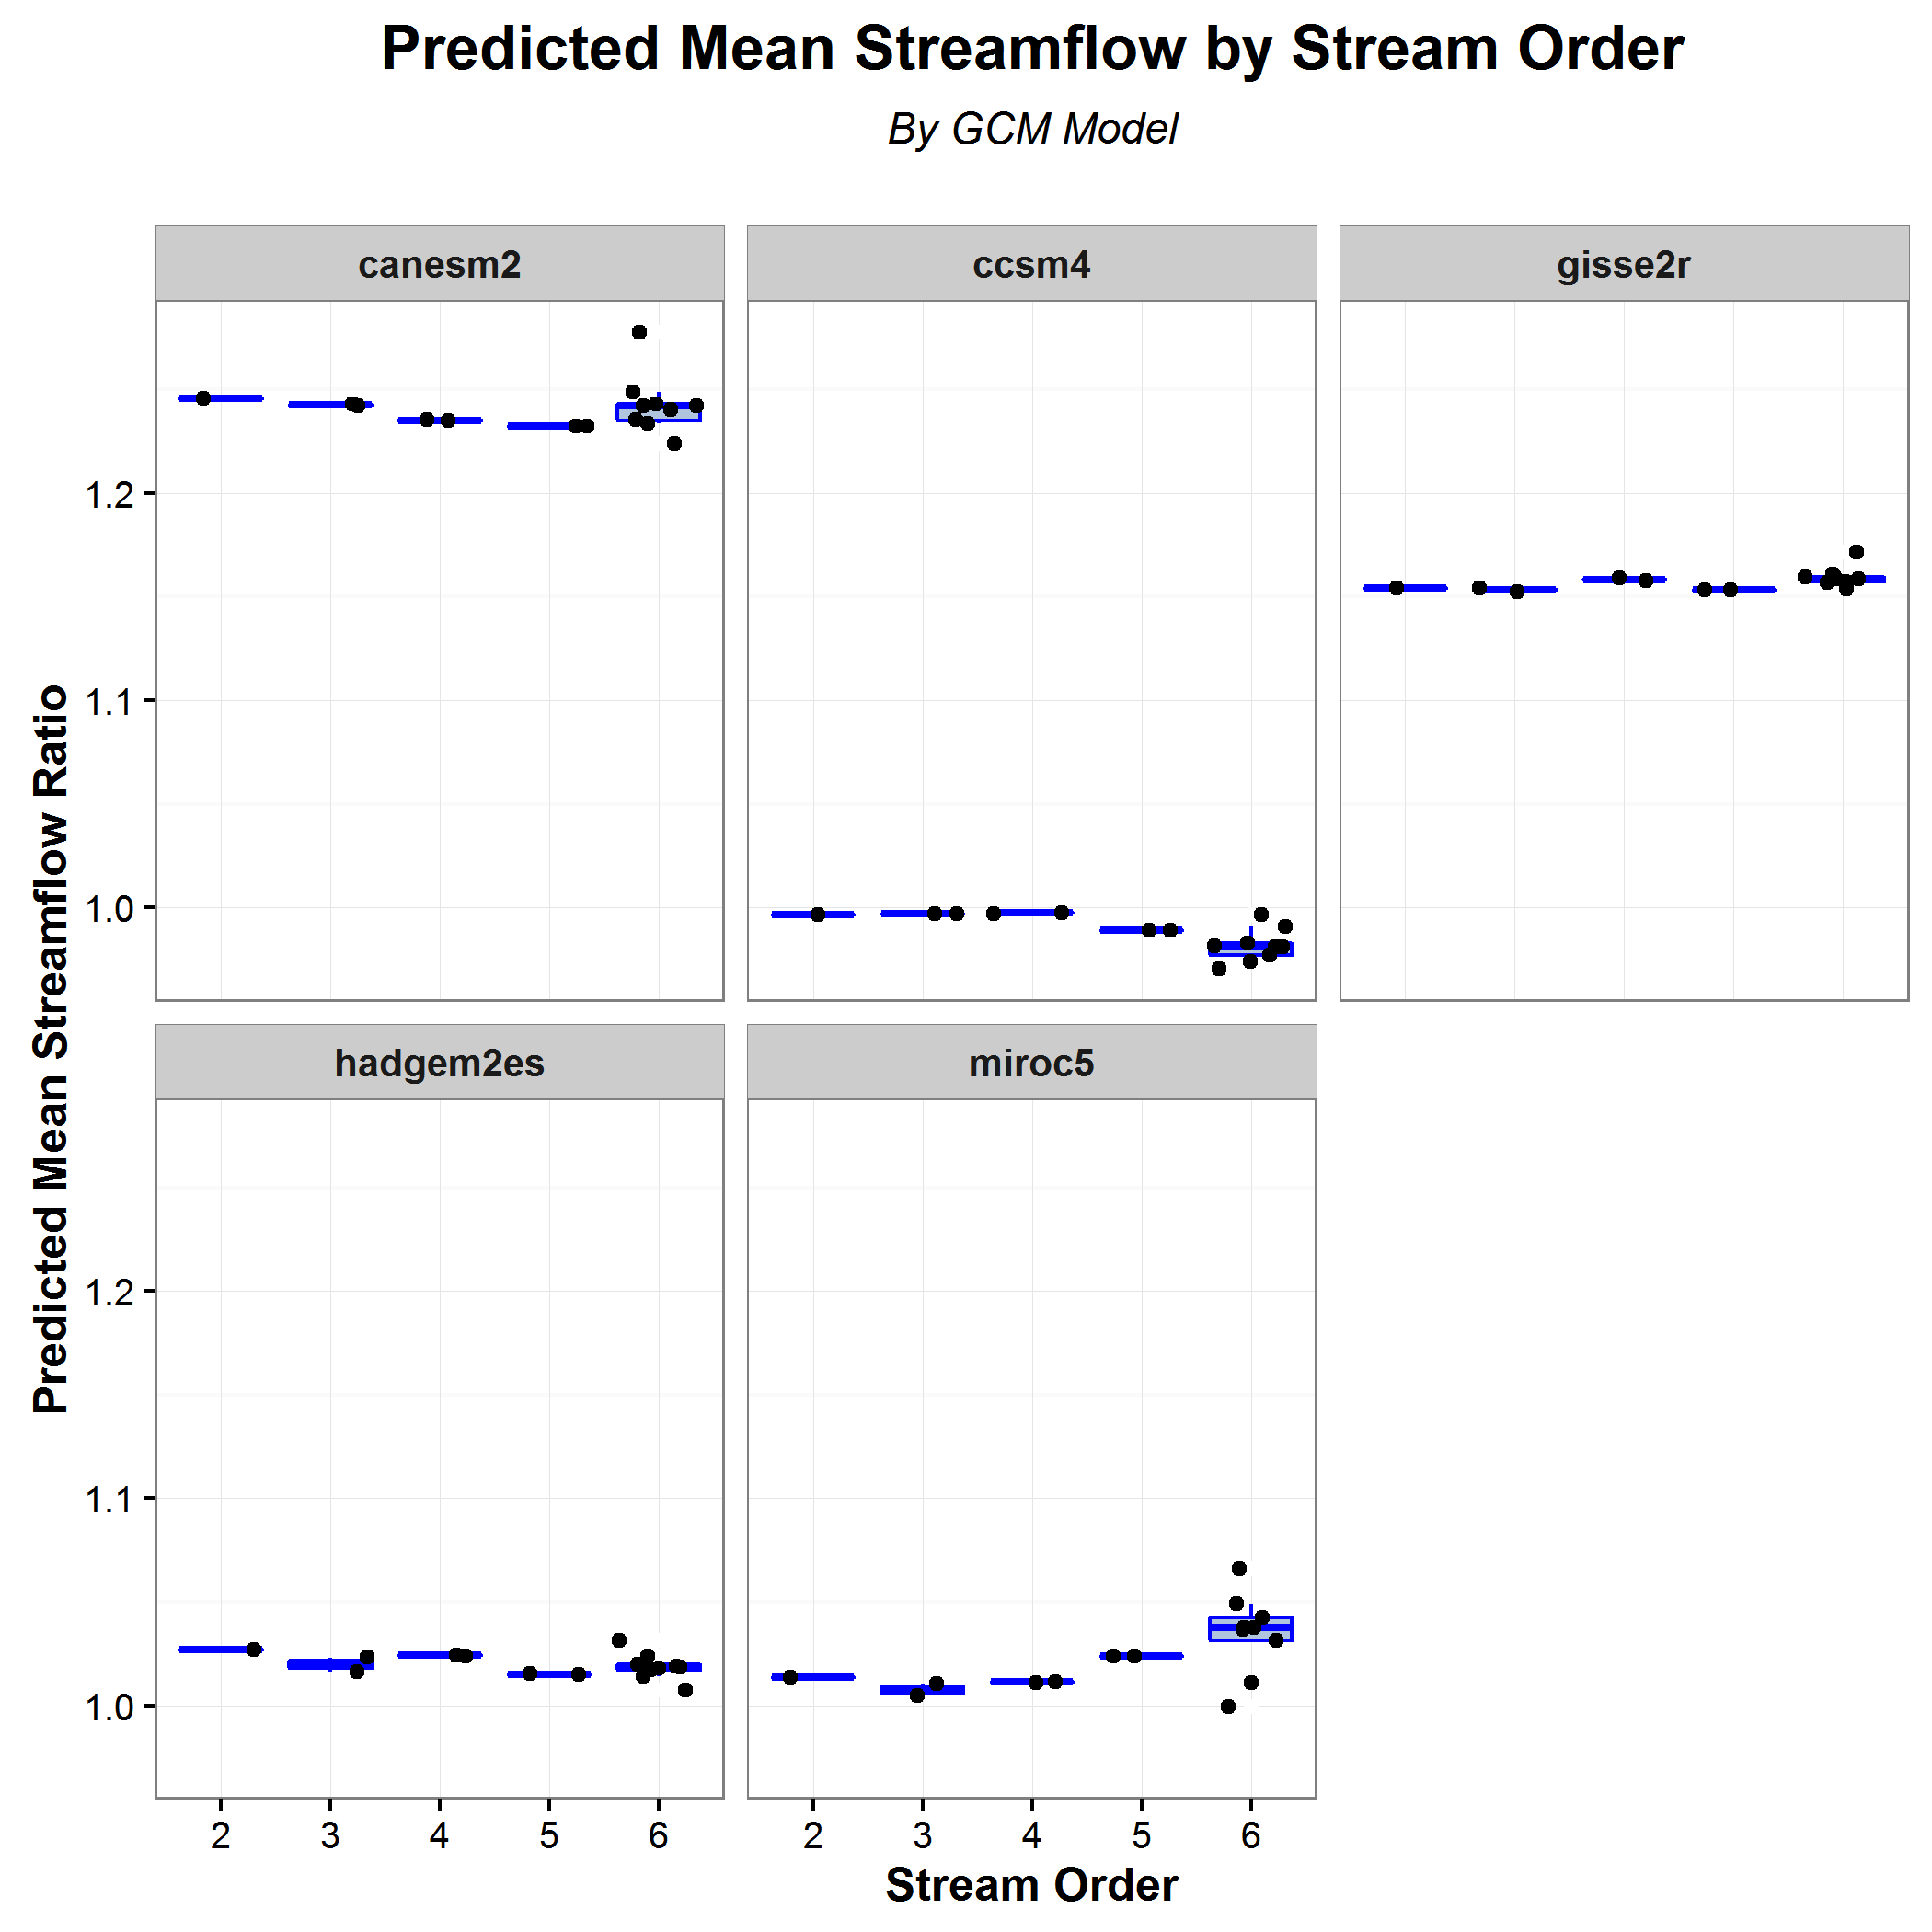 Predicted Mean Streamflow by Stream Order
By GCM Model
canesm2
ccsm4
gisse2r
1.2
1.1
1.0
Predicted Mean Streamflow Ratio
hadgem2es
miroc5
1.2
1.1
1.0
2 3 4 5 6
2 3 4 5 6
Stream Order